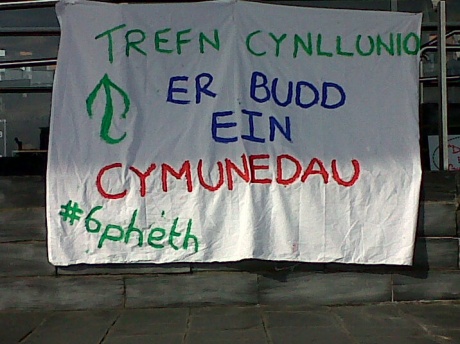 TREFN CYNLLUNIO
ER BUDD
EIN
CYMUNEDAU
#6pheth